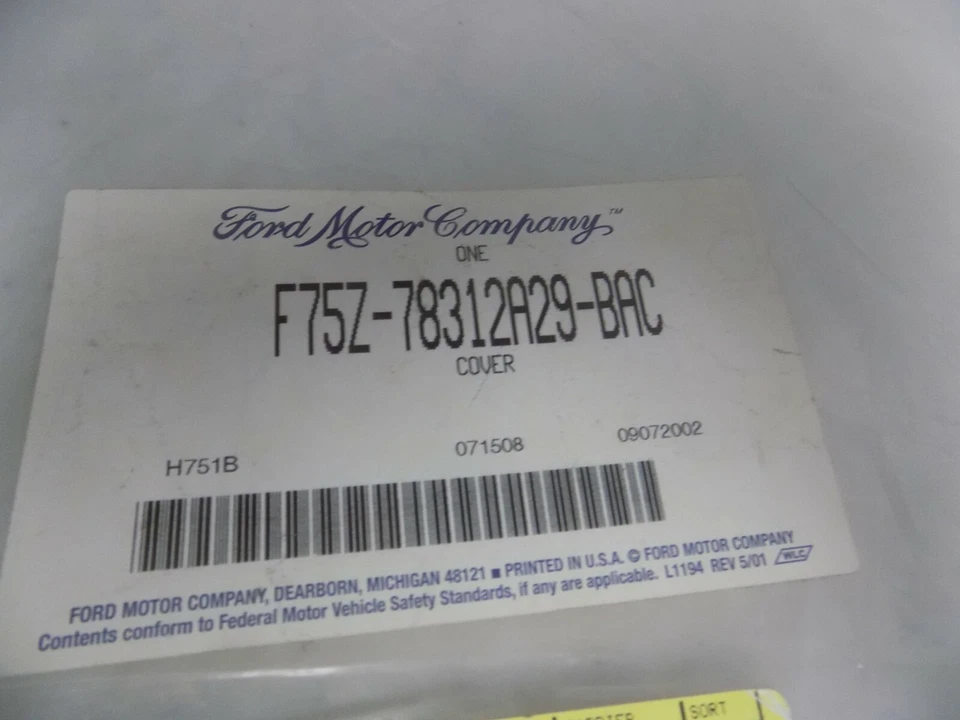 Ford Motor Company™
ONE
F75Z-78312A29-BAC
COVER
H751B 071508 09072002
FORD MOTOR COMPANY, DEARBORN, MICHIGAN 48121 ■ PRINTED IN U.S.A. © FORD MOTOR COMPANY
Contents conform to Federal Motor Vehicle Safety Standards, if any are applicable. L1194 REV 5/01 WLC
SORT